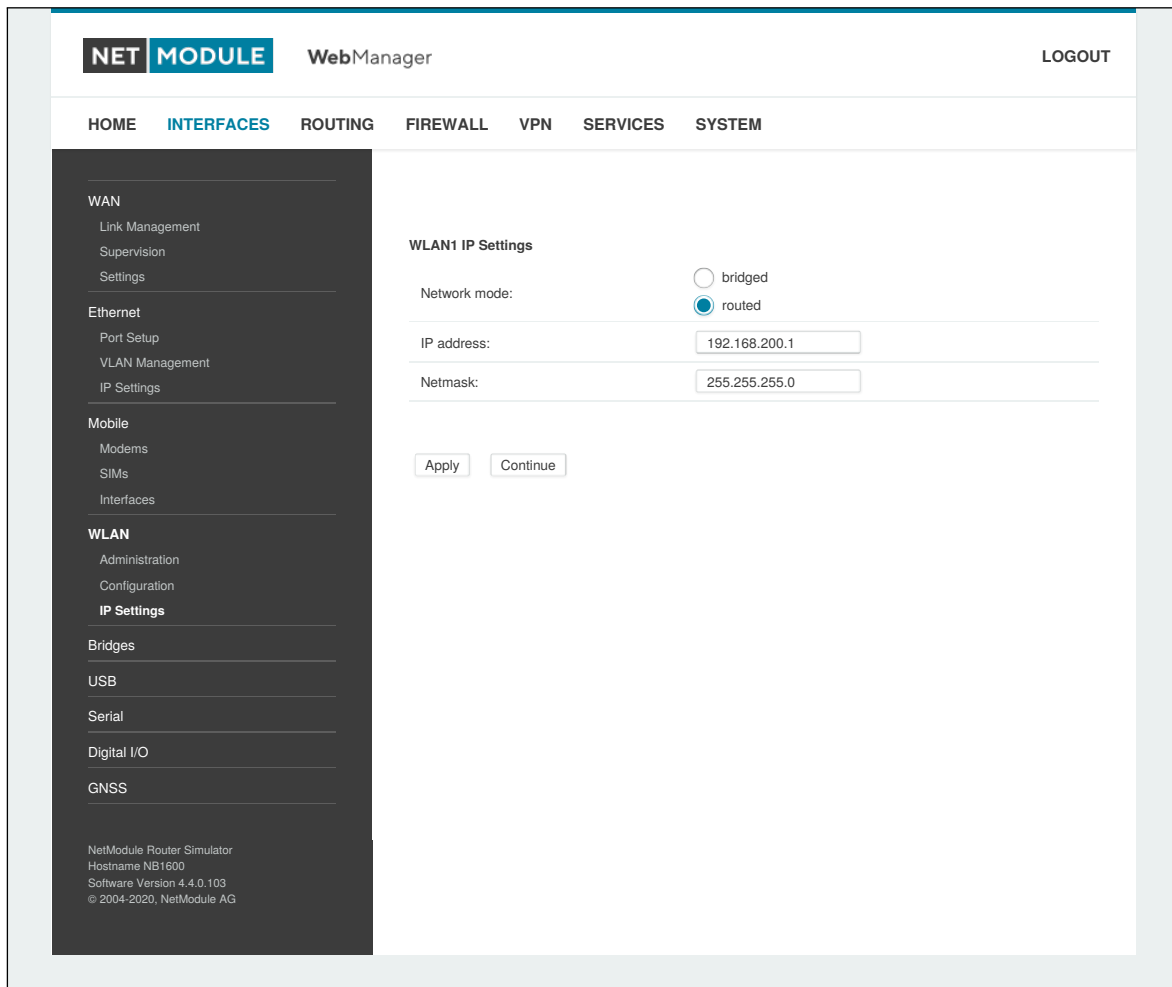 NET MODULE WebManager LOGOUT
HOME INTERFACES ROUTING FIREWALL VPN SERVICES SYSTEM
WAN
Link Management
Supervision
Settings
Ethernet
Port Setup
VLAN Management
IP Settings
Mobile
Modems
SIMs
Interfaces
WLAN
Administration
Configuration
IP Settings
Bridges
USB
Serial
Digital I/O
GNSS
NetModule Router Simulator
Hostname NB1600
Software Version 4.4.0.103
© 2004-2020, NetModule AG
WLAN1 IP Settings
Network mode:
bridged
routed
IP address: 192.168.200.1
Netmask: 255.255.255.0
Apply Continue